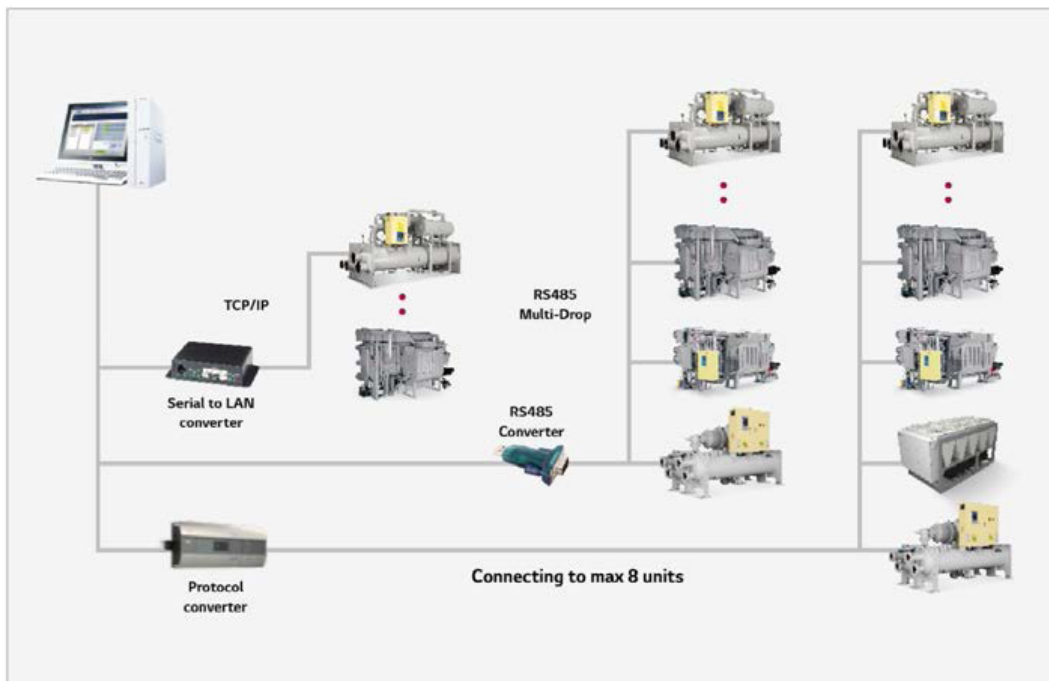 TCP/IP
Serial to LAN
converter
RS485
Multi-Drop
RS485
Converter
Protocol
converter
Connecting to max 8 units